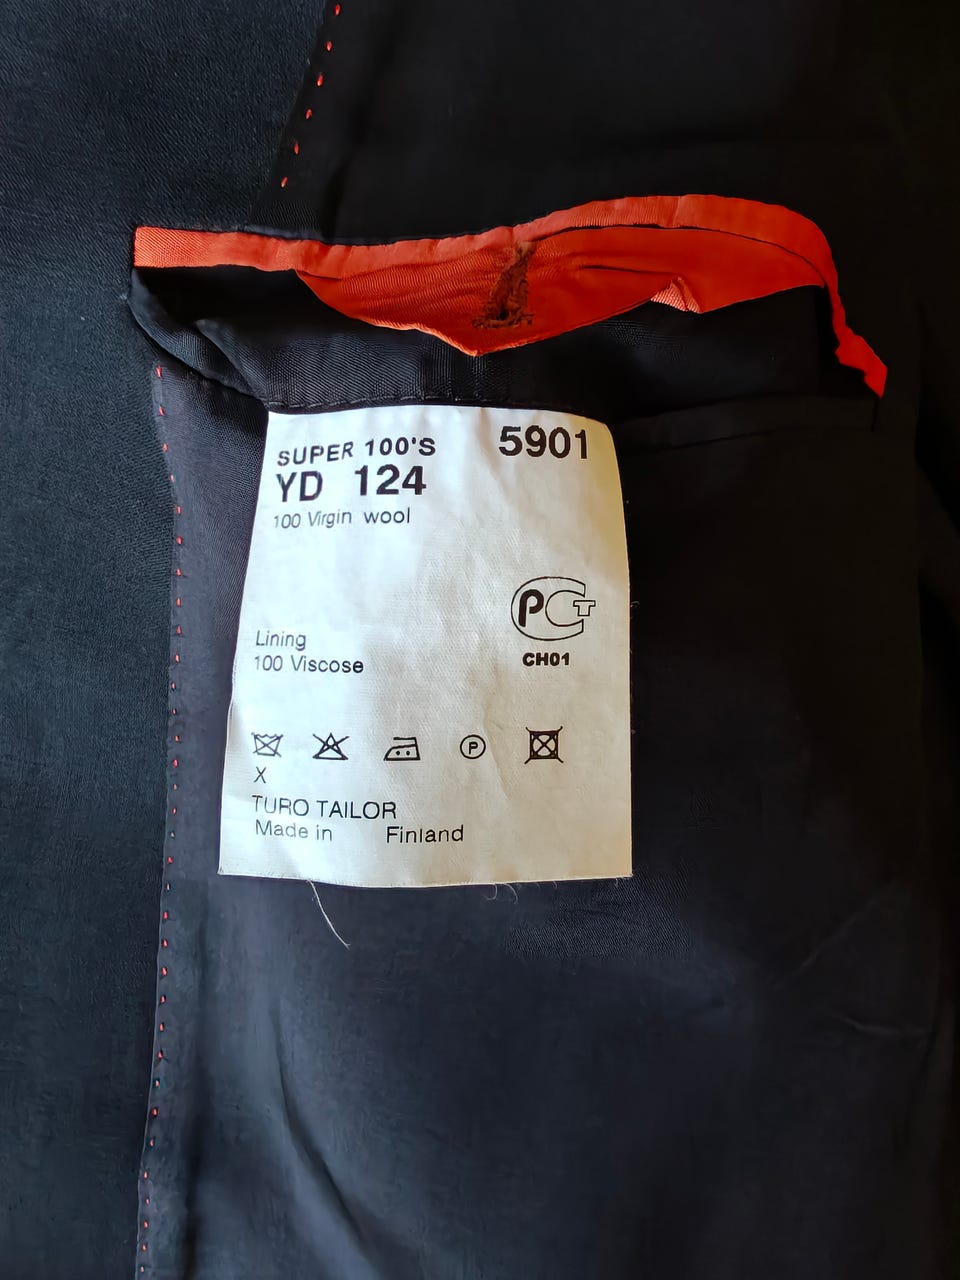 SUPER 100'S 5901
YD 124
100 Virgin wool
PCT
CH01
Lining
100 Viscose
P
X
TURO TAILOR
Made in Finland